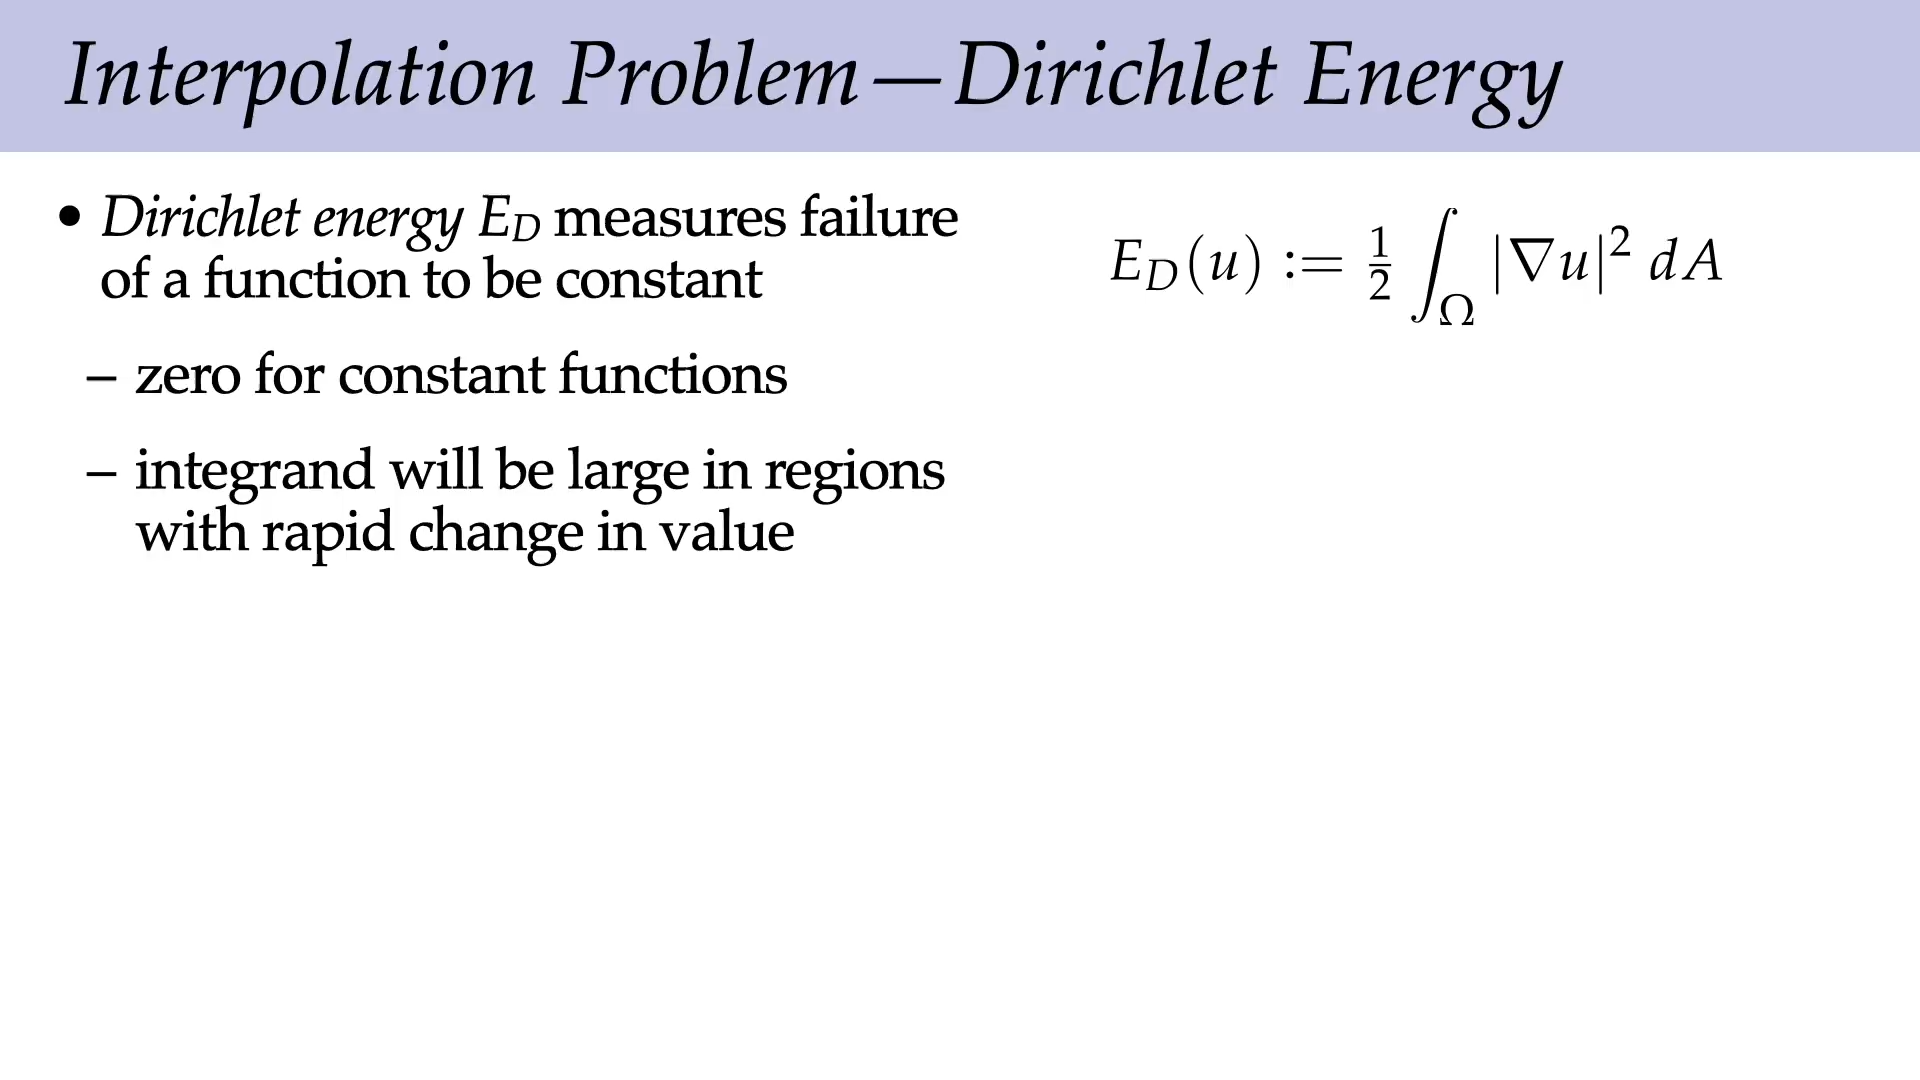 Interpolation Problem—Dirichlet Energy
• Dirichlet energy E_D measures failure
of a function to be constant
– zero for constant functions
– integrand will be large in regions
with rapid change in value
E_D(u) := ½ ∫_Ω |∇u|² dA